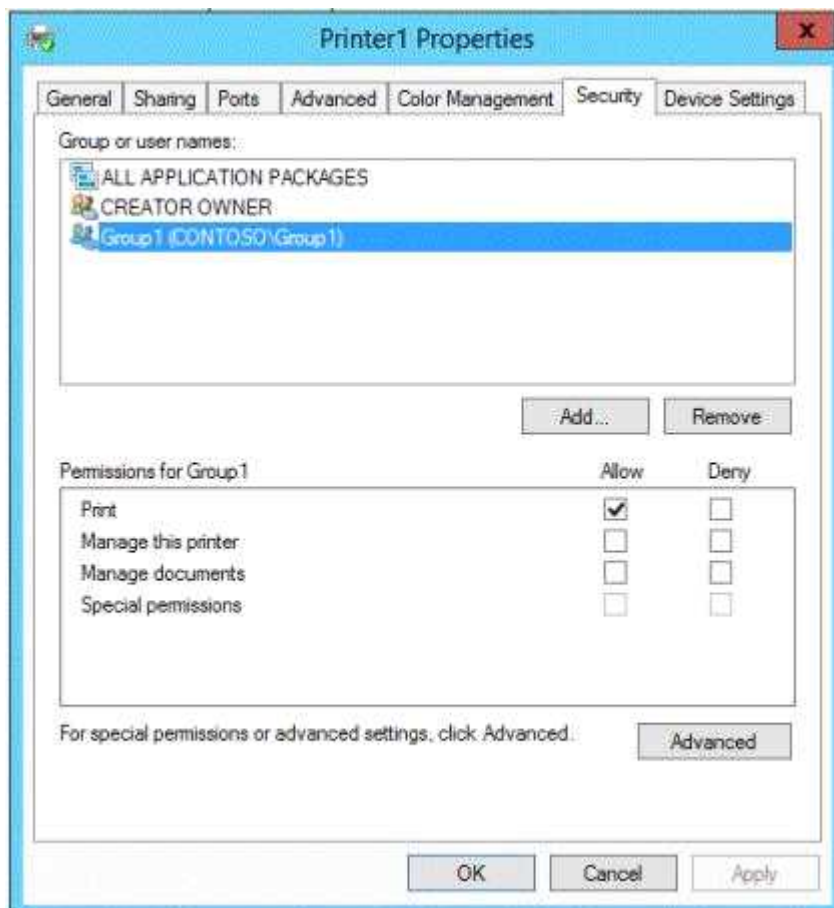 Printer1 Properties
x
General Sharing Ports Advanced Color Management Security Device Settings
Group or user names:
ALL APPLICATION PACKAGES
CREATOR OWNER
Group1 (CONTOSO\Group1)
Add... Remove
Permissions for Group1 Allow Deny
Print
Manage this printer
Manage documents
Special permissions
For special permissions or advanced settings, click Advanced.
Advanced
OK Cancel Apply